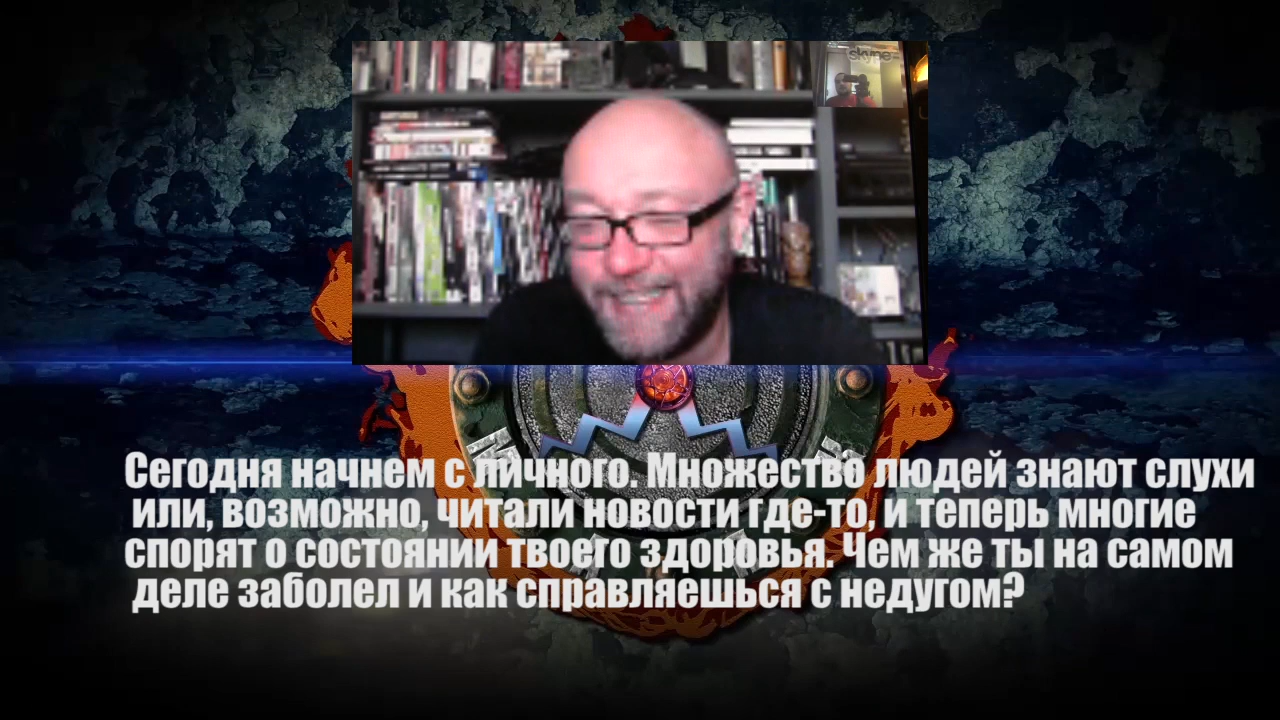 skype
Сегодня начнем с личного. Множество людей знают слухи
или, возможно, читали новости где-то, и теперь многие
спорят о состоянии твоего здоровья. Чем же ты на самом
деле заболел и как справляешься с недугом?